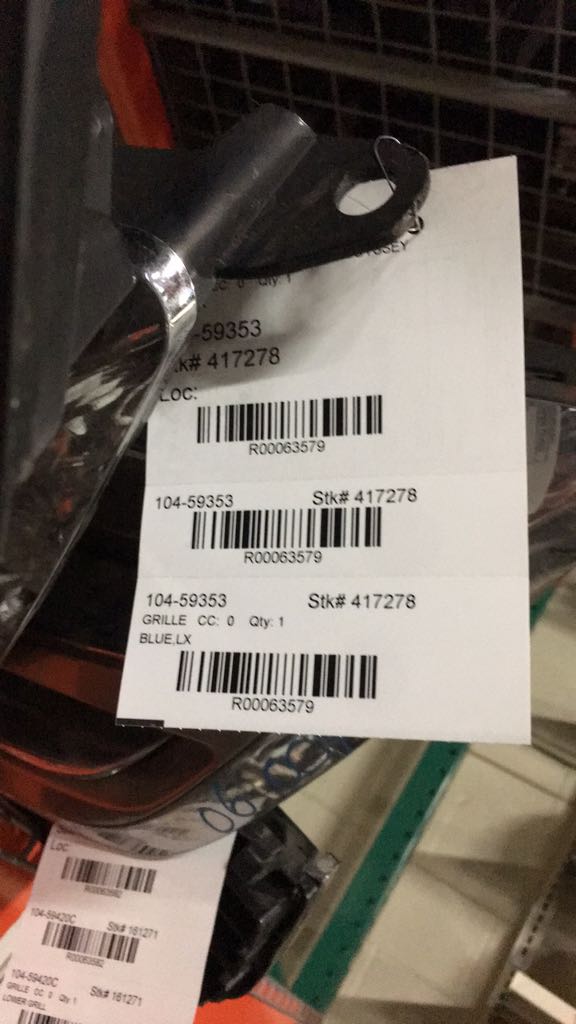 CC: 0 Qty: 1
-59353
k# 417278
Loc:
R00063579
104-59353 Stk# 417278
R00063579
104-59353 Stk# 417278
GRILLE CC: 0 Qty: 1
BLUE,LX
R00063579
Loc:
R00063592
104-59420C Stk# 161271
R00063592
104-59420C Stk# 161271
GRILLE CC: 0 Qty: 1
LOWER GRILL